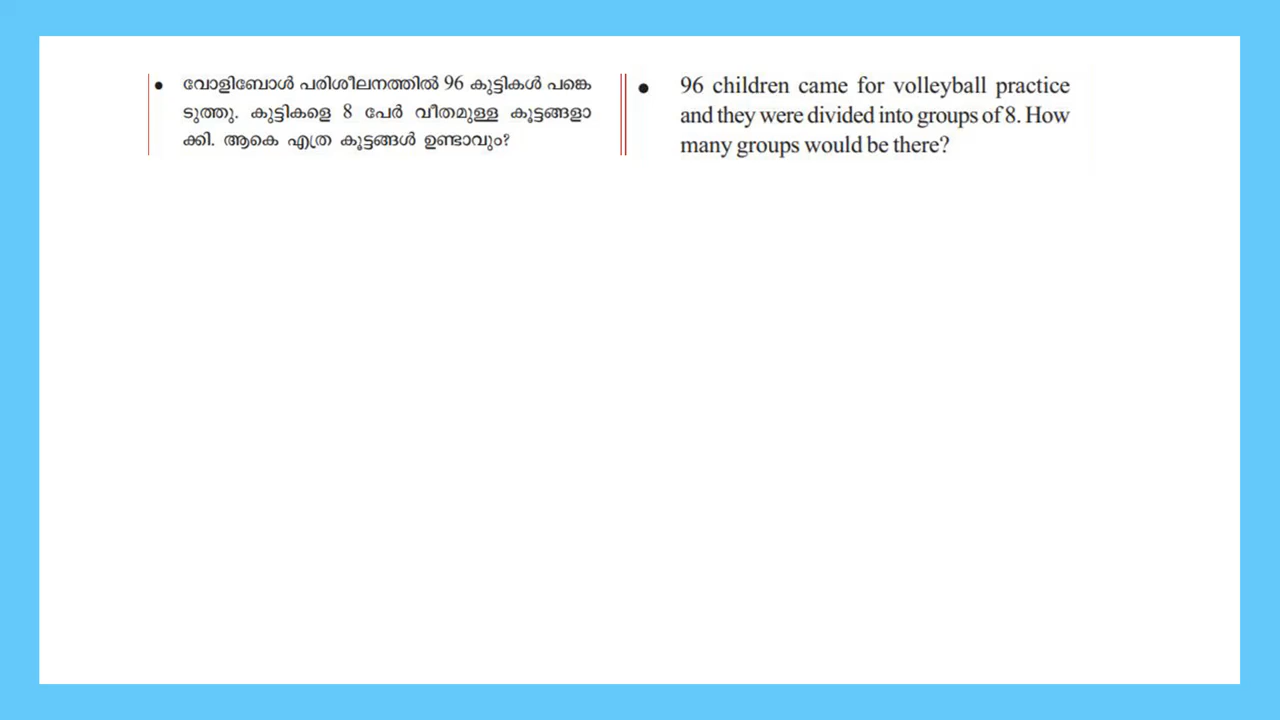 • വോളിബോൾ പരിശീലനത്തിൽ 96 കുട്ടികൾ പങ്കെ
ടുത്തു. കുട്ടികളെ 8 പേർ വീതമുള്ള കൂട്ടങ്ങളാ
ക്കി. ആകെ എത്ര കൂട്ടങ്ങൾ ഉണ്ടാവും?
• 96 children came for volleyball practice
and they were divided into groups of 8. How
many groups would be there?